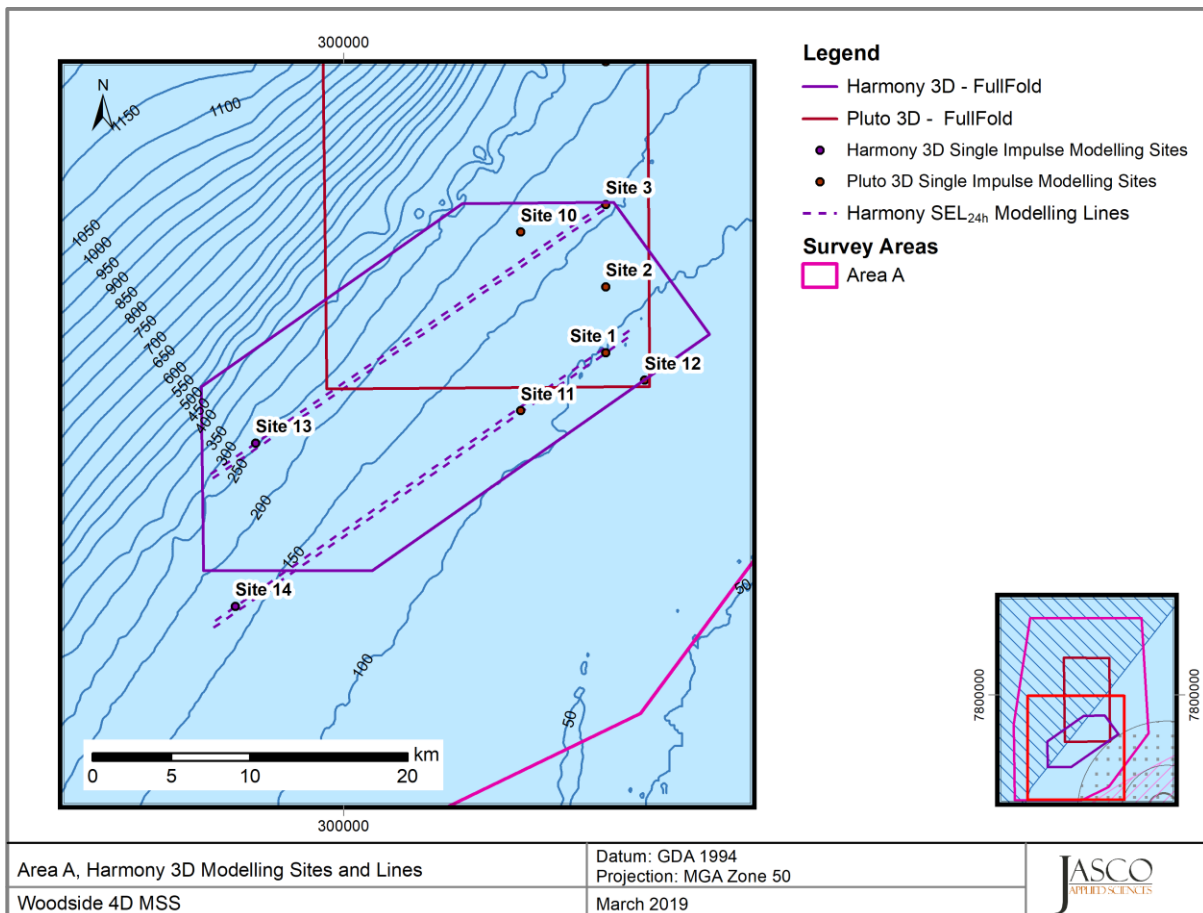 300000
Legend
Harmony 3D - FullFold
Pluto 3D - FullFold
Harmony 3D Single Impulse Modelling Sites
Pluto 3D Single Impulse Modelling Sites
Harmony SEL24h Modelling Lines
Survey Areas
Area A
N
1150
1100
1050
1000
950
900
850
800
750
700
650
600
550
500
450
400
350
300
250
200
150
100
50
50
Site 3
Site 10
Site 2
Site 1
Site 12
Site 11
Site 13
Site 14
km
0 5 10 20
300000
7800000
7800000
Area A, Harmony 3D Modelling Sites and Lines
Datum: GDA 1994
Projection: MGA Zone 50
Woodside 4D MSS
March 2019
JASCO
APPLIED SCIENCES